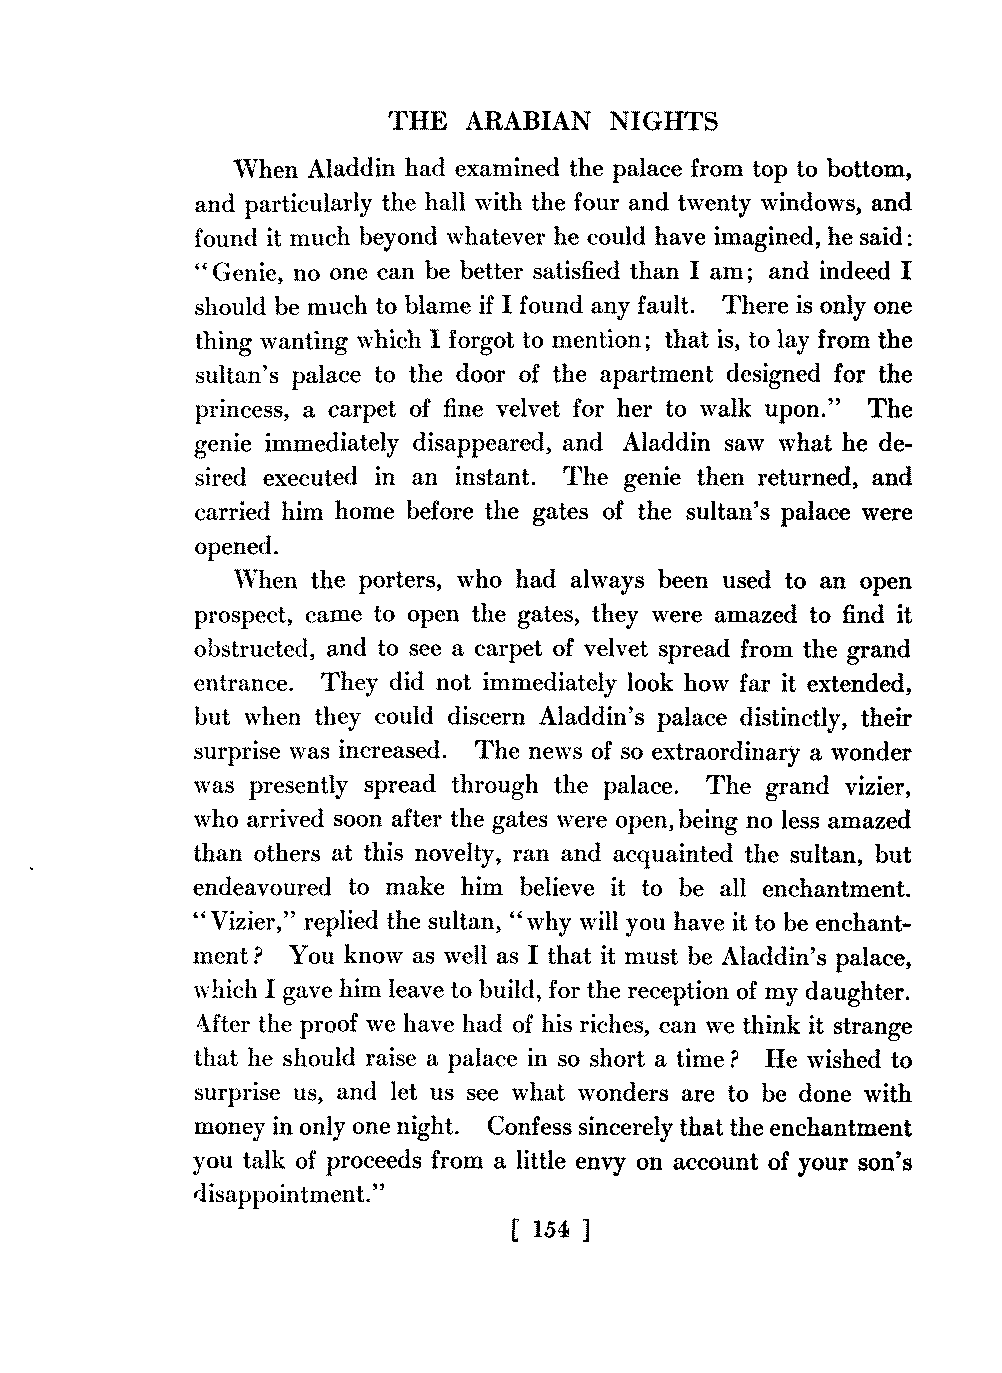 THE ARABIAN NIGHTS
When Aladdin had examined the palace from top to bottom,
and particularly the hall with the four and twenty windows, and
found it much beyond whatever he could have imagined, he said:
“Genie, no one can be better satisfied than I am; and indeed I
should be much to blame if I found any fault. There is only one
thing wanting which I forgot to mention; that is, to lay from the
sultan’s palace to the door of the apartment designed for the
princess, a carpet of fine velvet for her to walk upon.” The
genie immediately disappeared, and Aladdin saw what he de-
sired executed in an instant. The genie then returned, and
carried him home before the gates of the sultan’s palace were
opened.
When the porters, who had always been used to an open
prospect, came to open the gates, they were amazed to find it
obstructed, and to see a carpet of velvet spread from the grand
entrance. They did not immediately look how far it extended,
but when they could discern Aladdin’s palace distinctly, their
surprise was increased. The news of so extraordinary a wonder
was presently spread through the palace. The grand vizier,
who arrived soon after the gates were open, being no less amazed
than others at this novelty, ran and acquainted the sultan, but
endeavoured to make him believe it to be all enchantment.
“Vizier,” replied the sultan, “why will you have it to be enchant-
ment? You know as well as I that it must be Aladdin’s palace,
which I gave him leave to build, for the reception of my daughter.
After the proof we have had of his riches, can we think it strange
that he should raise a palace in so short a time? He wished to
surprise us, and let us see what wonders are to be done with
money in only one night. Confess sincerely that the enchantment
you talk of proceeds from a little envy on account of your son’s
disappointment.”
[ 154 ]